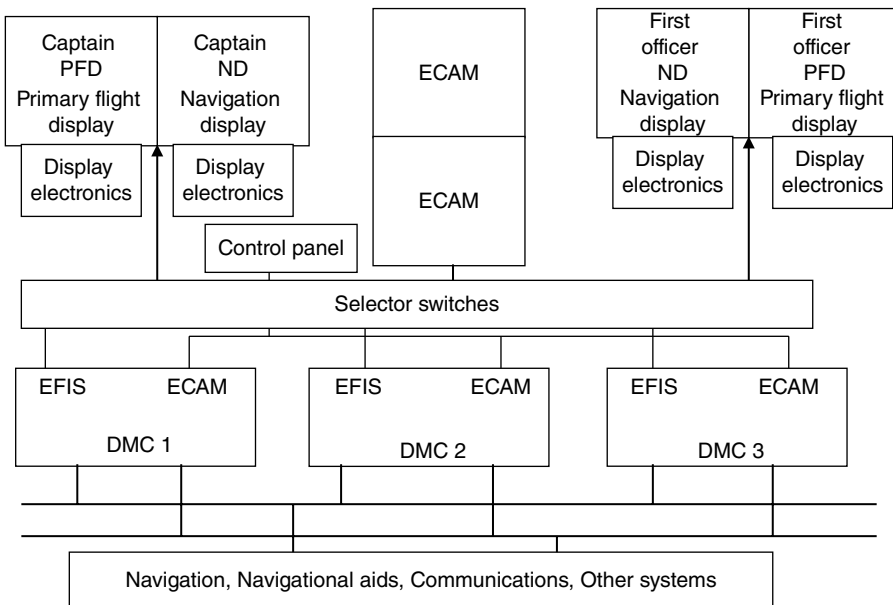 Captain
PFD
Primary flight
display
Captain
ND
Navigation
display
ECAM
First
officer
ND
Navigation
display
First
officer
PFD
Primary flight
display
Display
electronics
Display
electronics
ECAM
Display
electronics
Display
electronics
Control panel
Selector switches
EFIS
ECAM
DMC 1
EFIS
ECAM
DMC 2
EFIS
ECAM
DMC 3
Navigation, Navigational aids, Communications, Other systems